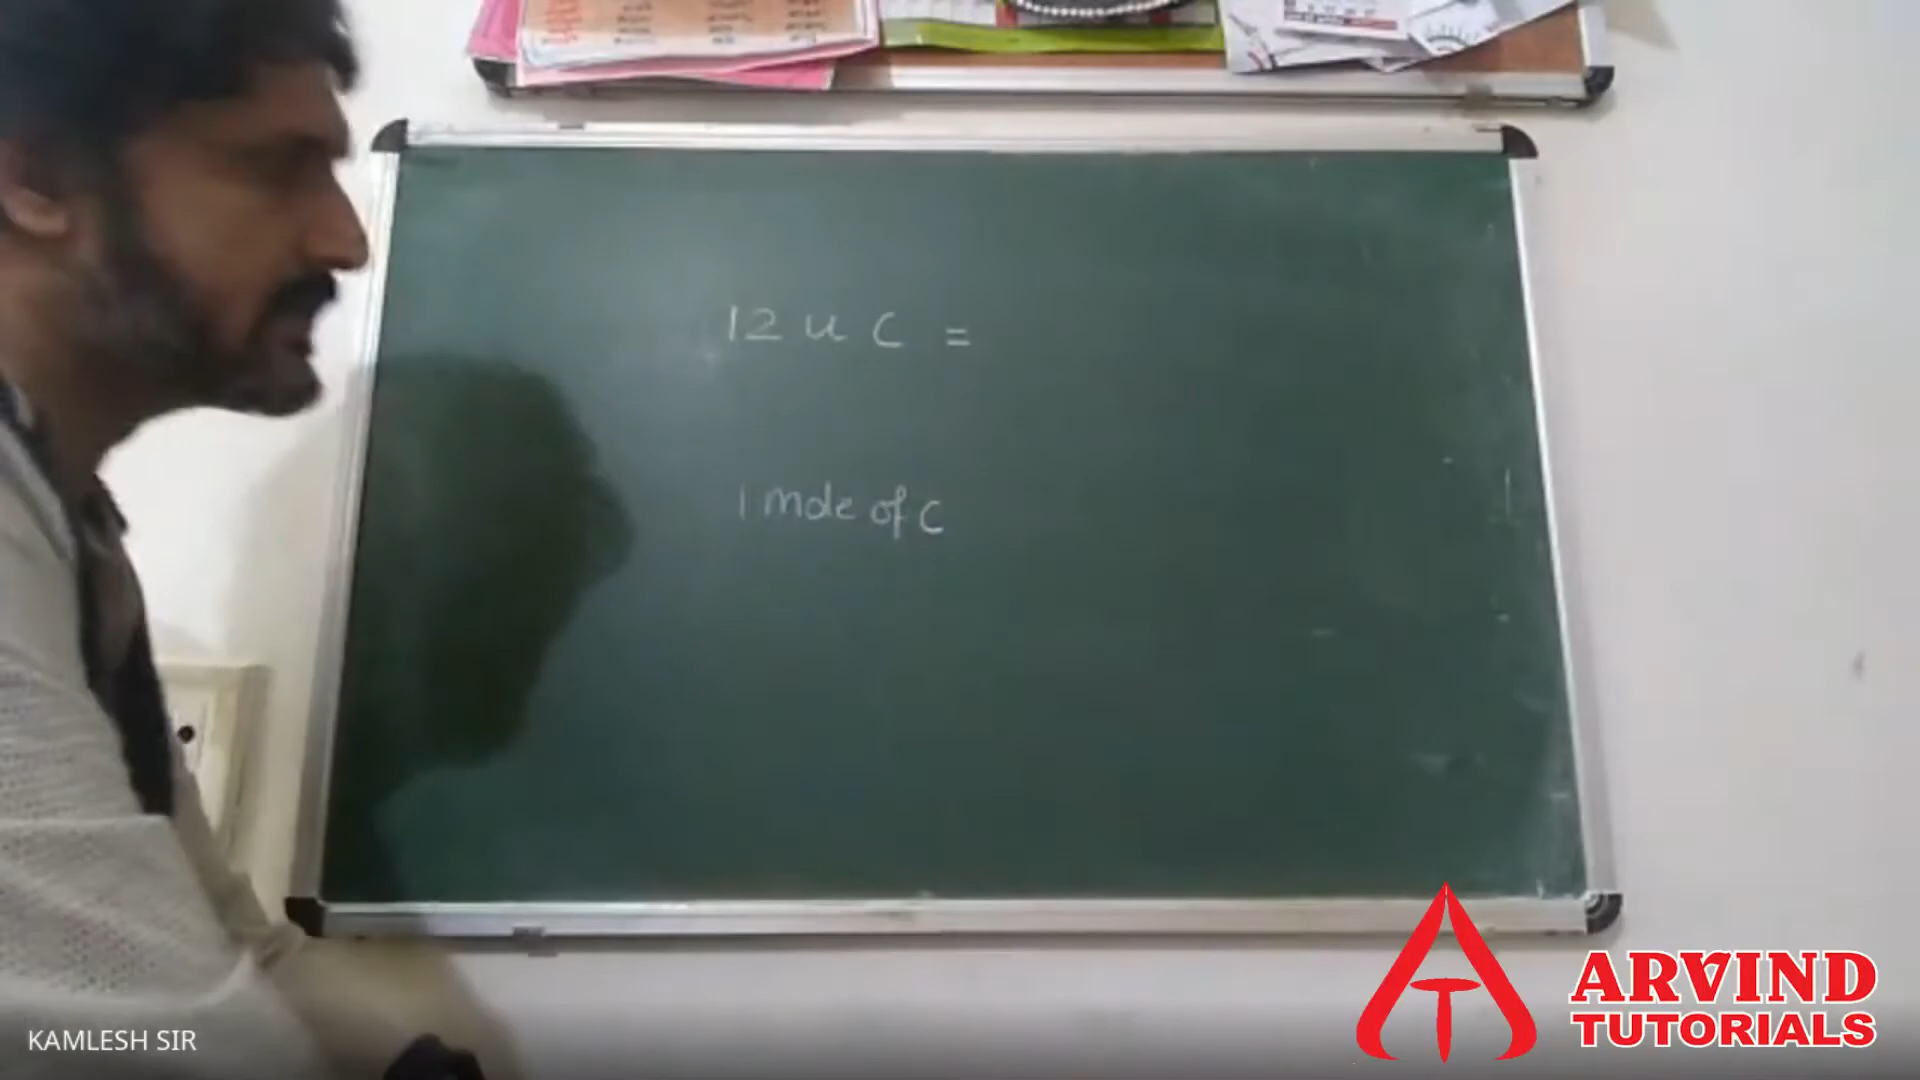 12 u C =
1 mole of C
KAMLESH SIR
ARVIND
TUTORIALS